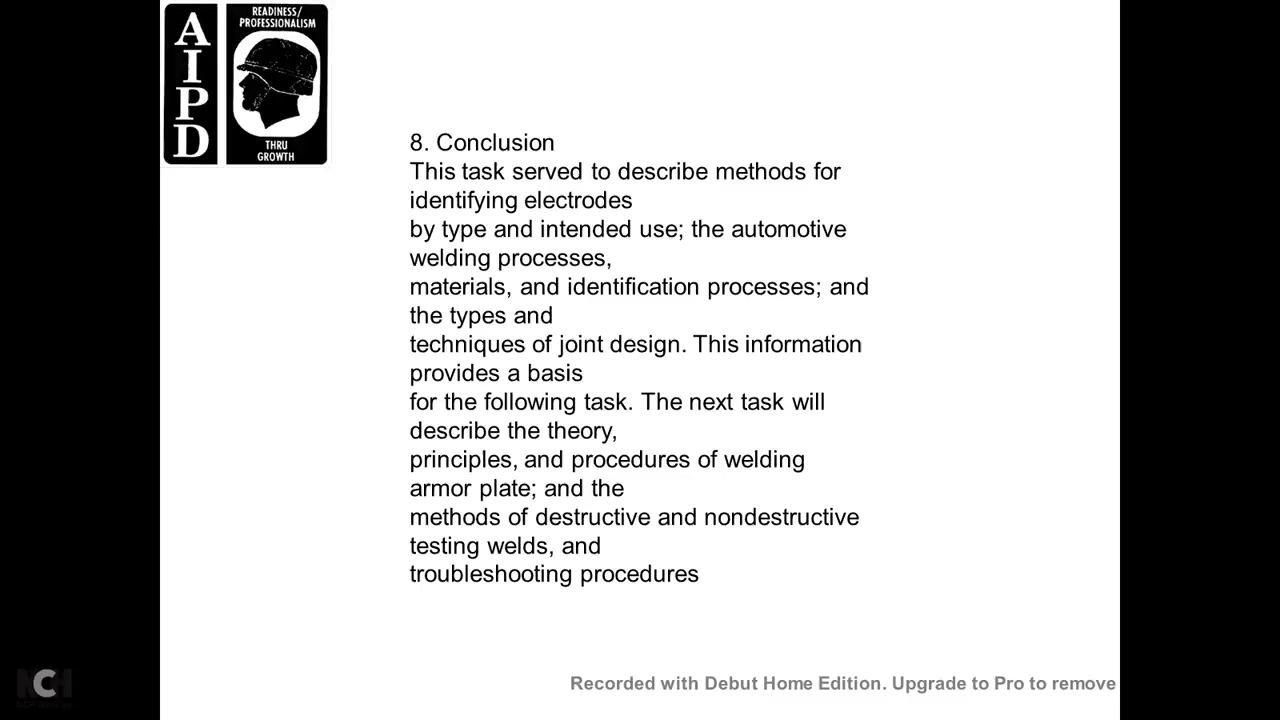 AIPD
READINESS/
PROFESSIONALISM
THRU
GROWTH
8. Conclusion
This task served to describe methods for
identifying electrodes
by type and intended use; the automotive
welding processes,
materials, and identification processes; and
the types and
techniques of joint design. This information
provides a basis
for the following task. The next task will
describe the theory,
principles, and procedures of welding
armor plate; and the
methods of destructive and nondestructive
testing welds, and
troubleshooting procedures
NCH
Recorded with Debut Home Edition. Upgrade to Pro to remove